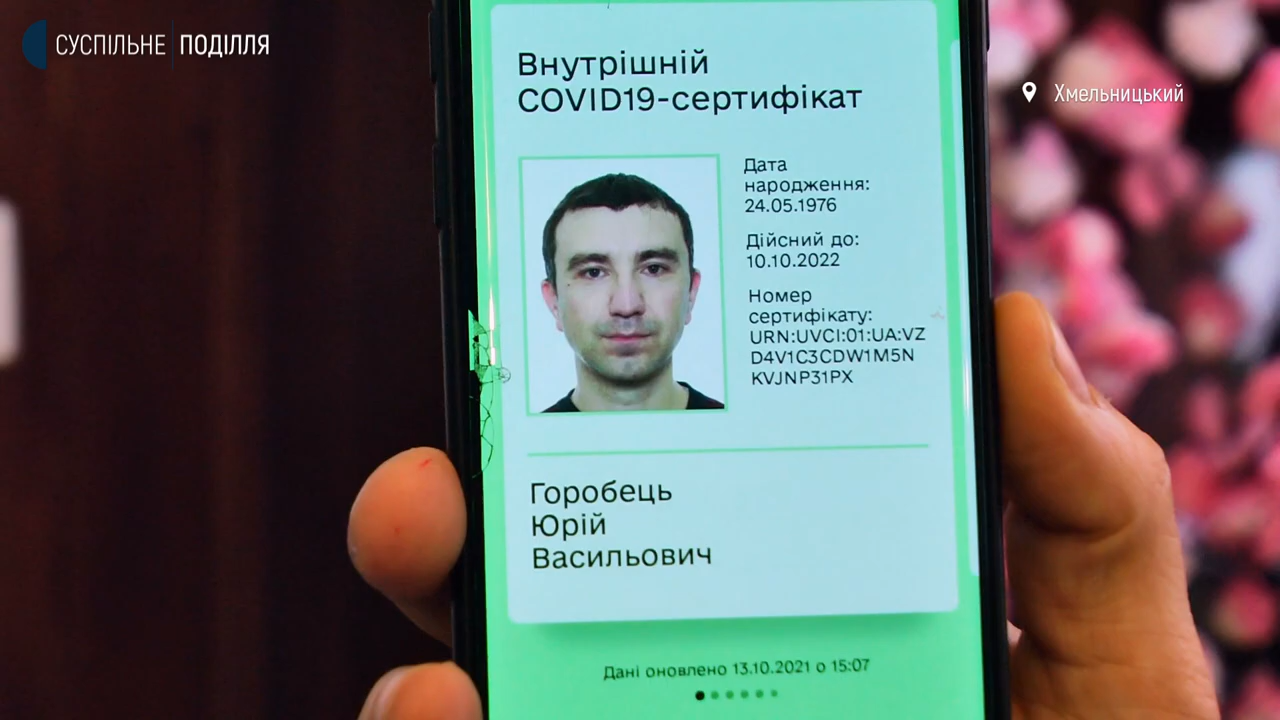 СУСПІЛЬНЕ ПОДІЛЛЯ
Хмельницький
Внутрішній
COVID19-сертифікат
Дата
народження:
24.05.1976
Дійсний до:
10.10.2022
Номер
сертифікату:
URN:UVCI:01:UA:VZ
D4V1C3CDW1M5N
KVJNP31PX
Горобець
Юрій
Васильович
Дані оновлено 13.10.2021 о 15:07